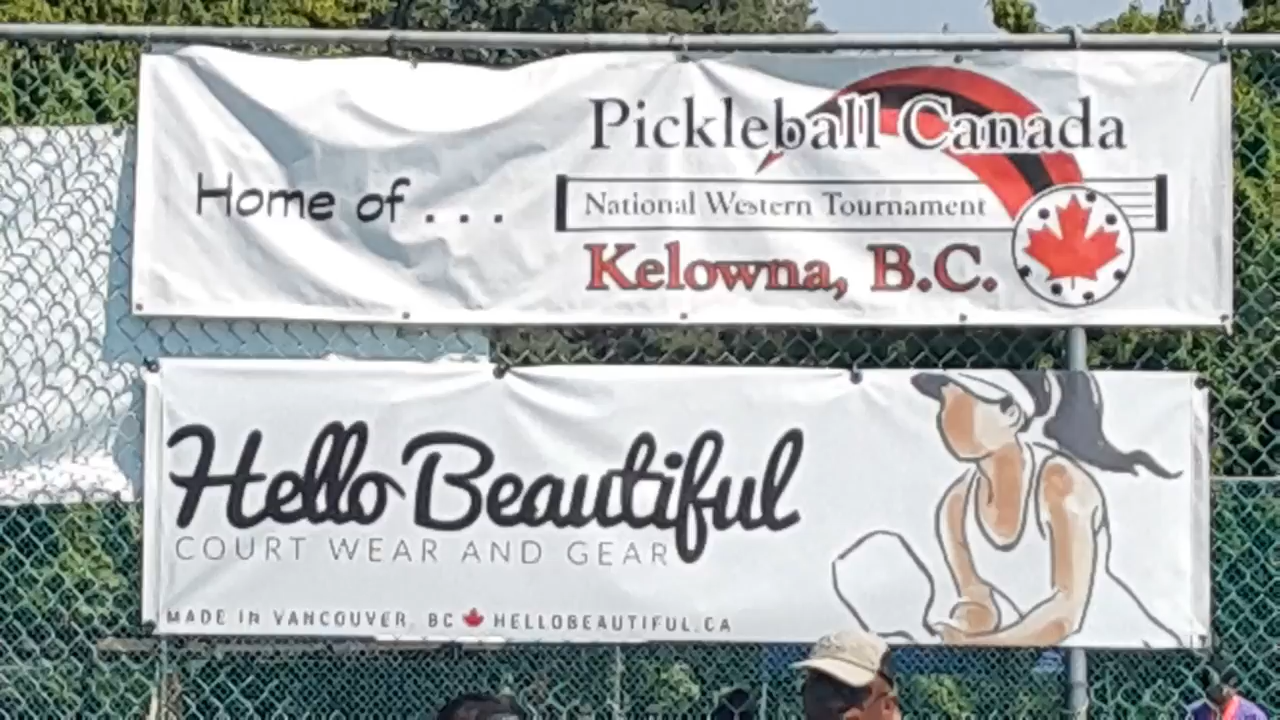 Pickleball Canada
Home of . . .
National Western Tournament
Kelowna, B.C.
Hello Beautiful
COURT WEAR AND GEAR
MADE IN VANCOUVER, BC HELLOBEAUTIFUL.CA